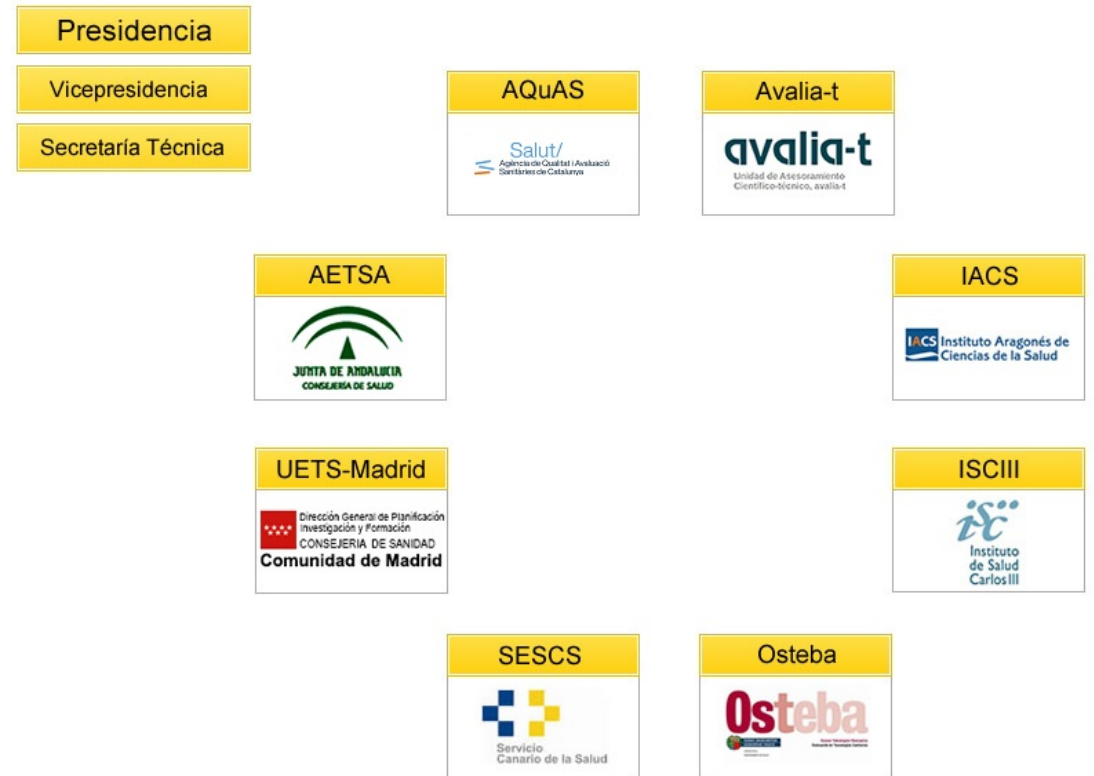 Presidencia
Vicepresidencia
Secretaría Técnica
AQuAS
Salut/
Agència de Qualitat i Avaluació
Sanitàries de Catalunya
Avalia-t
avalia-t
Unidad de Asesoramiento
Científico-técnico, avalia-t
AETSA
JUNTA DE ANDALUCIA
CONSEJERÍA DE SALUD
IACS
IACS Instituto Aragonés de
Ciencias de la Salud
UETS-Madrid
Dirección General de Planificación
Investigación y Formación
CONSEJERIA DE SANIDAD
Comunidad de Madrid
ISCIII
isc
Instituto
de Salud
Carlos III
SESCS
Servicio
Canario de la Salud
Osteba
Osteba